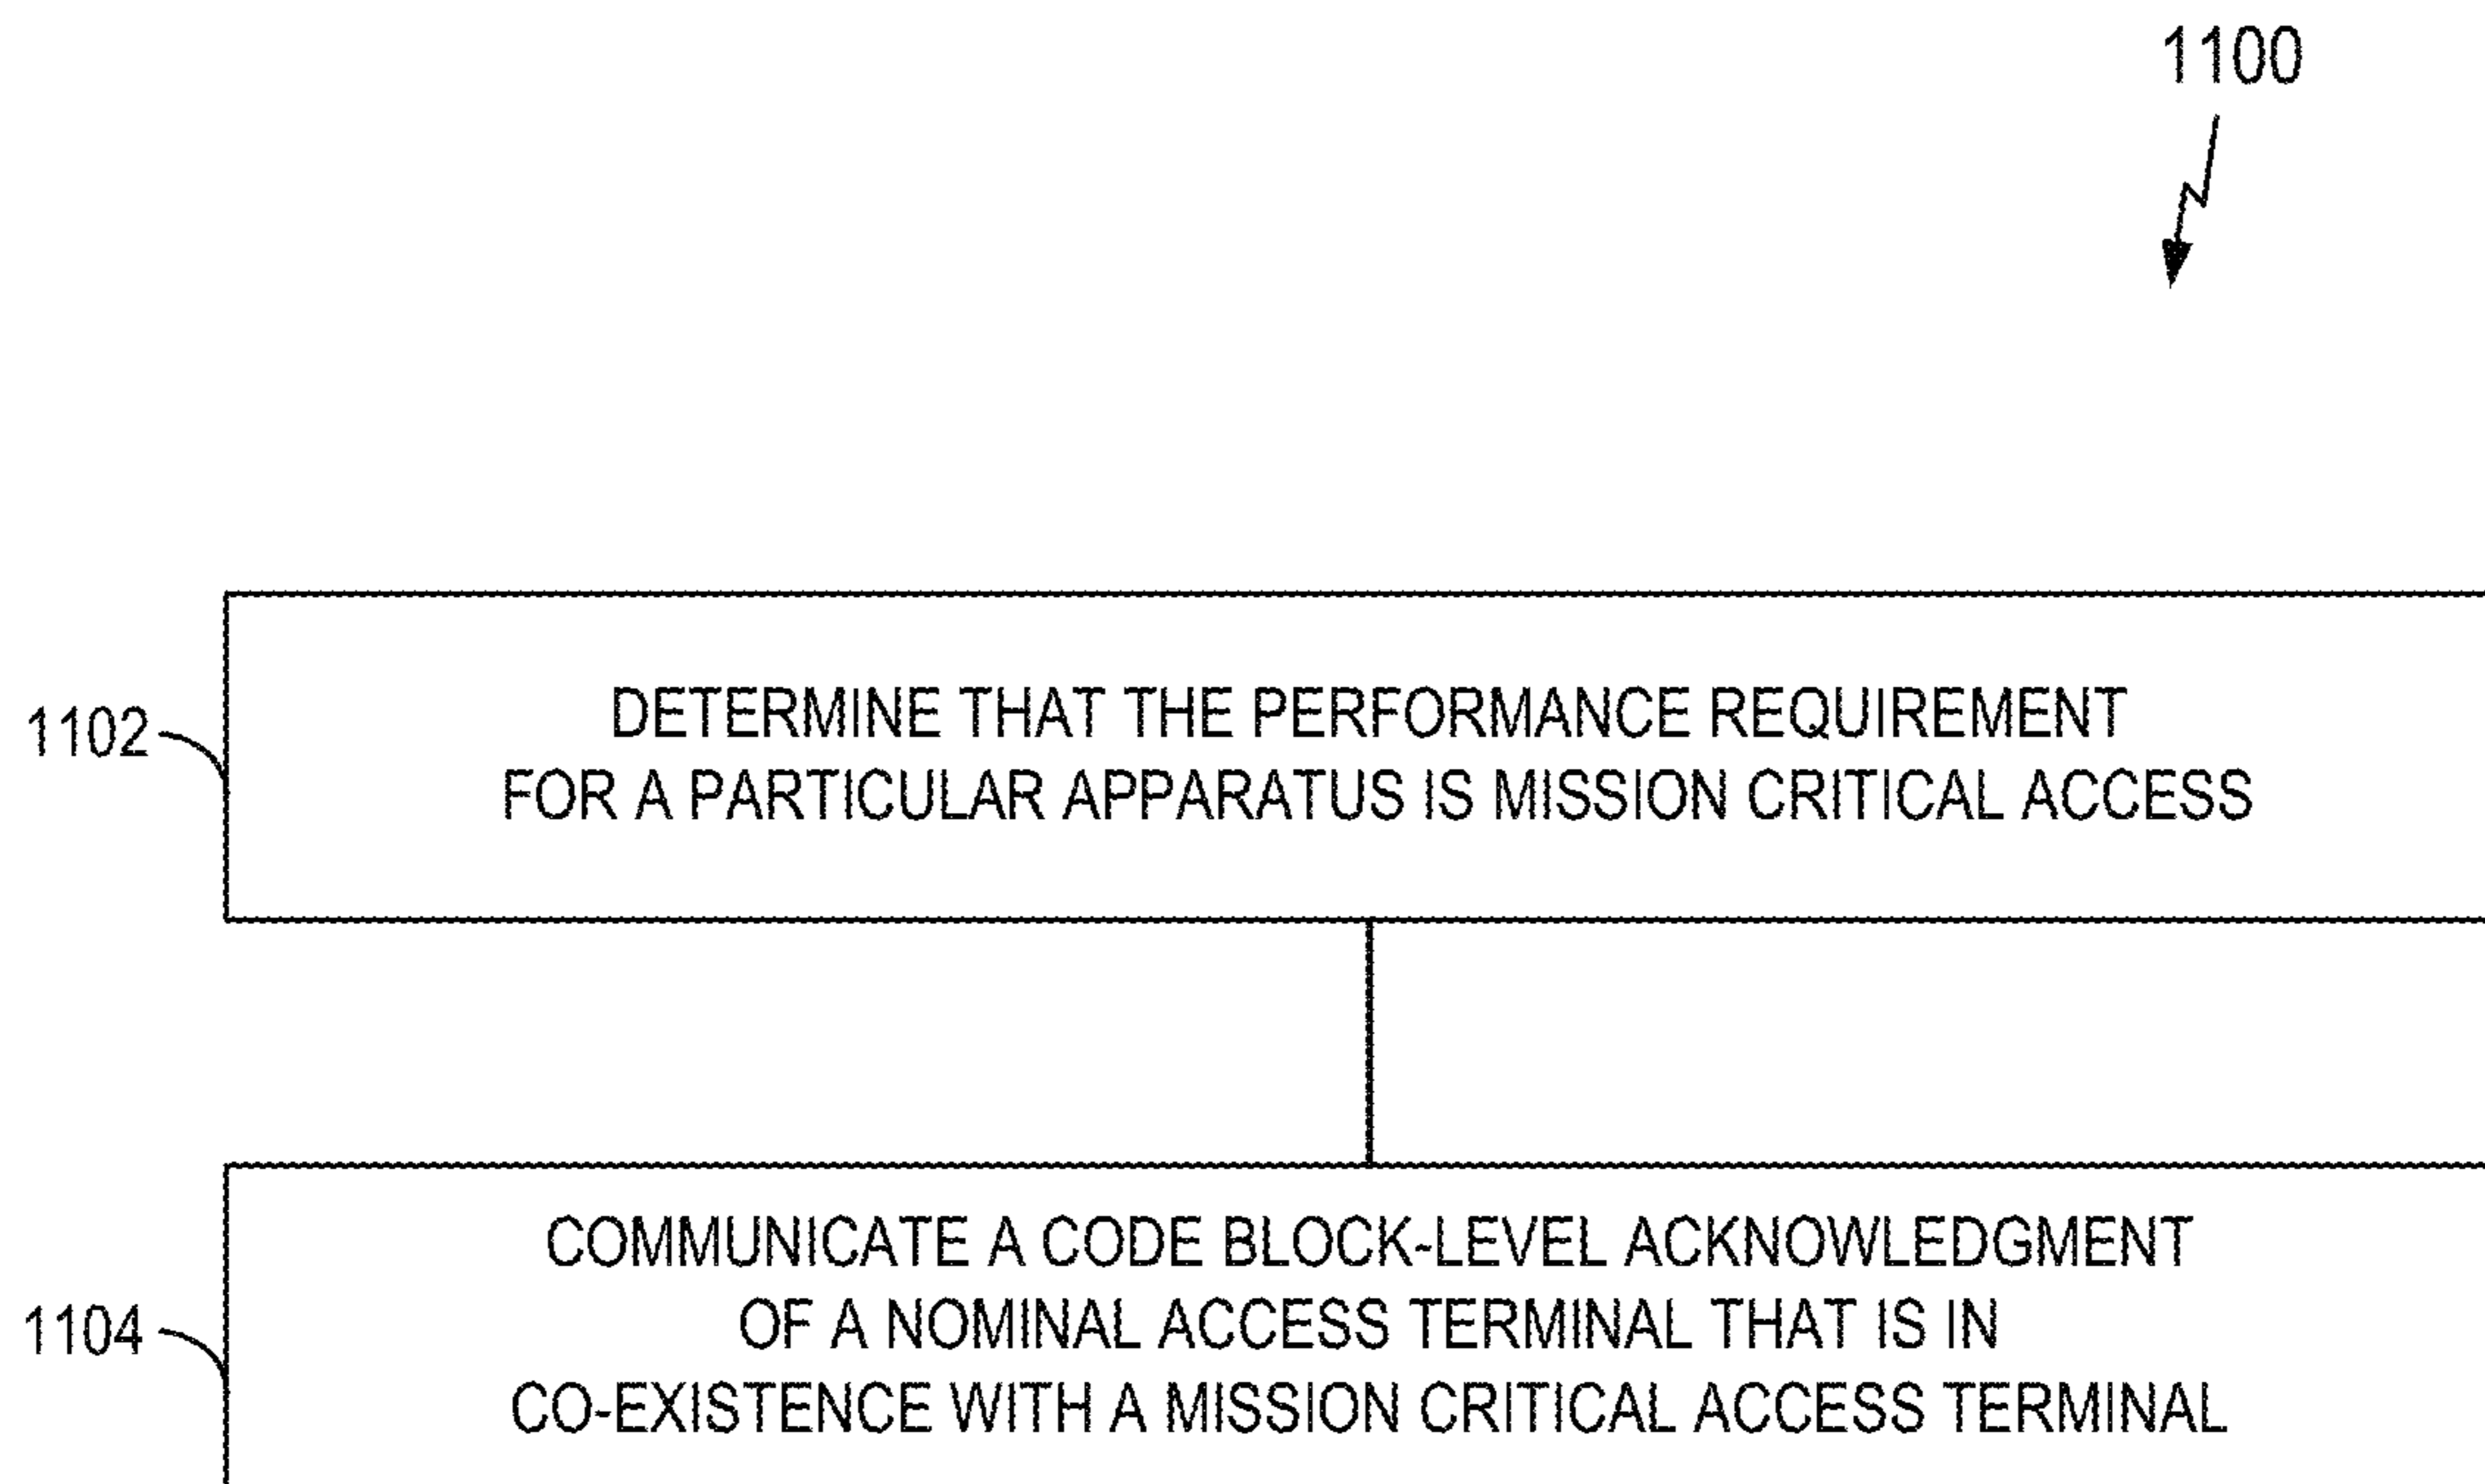 1100
1102
DETERMINE THAT THE PERFORMANCE REQUIREMENT
FOR A PARTICULAR APPARATUS IS MISSION CRITICAL ACCESS
1104
COMMUNICATE A CODE BLOCK-LEVEL ACKNOWLEDGMENT
OF A NOMINAL ACCESS TERMINAL THAT IS IN
CO-EXISTENCE WITH A MISSION CRITICAL ACCESS TERMINAL